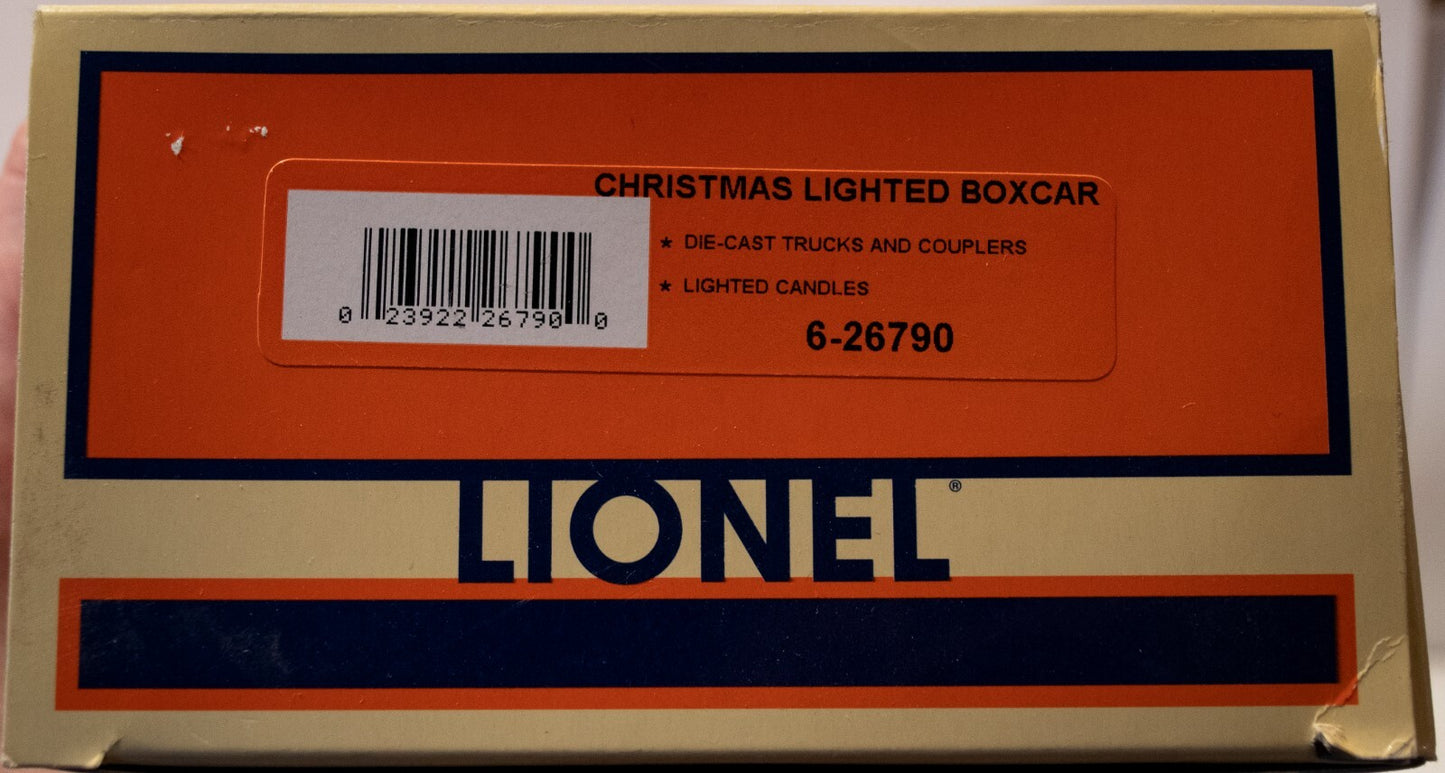 CHRISTMAS LIGHTED BOXCAR
* DIE-CAST TRUCKS AND COUPLERS
* LIGHTED CANDLES
6-26790
0 23922 26790 0
LIONEL®